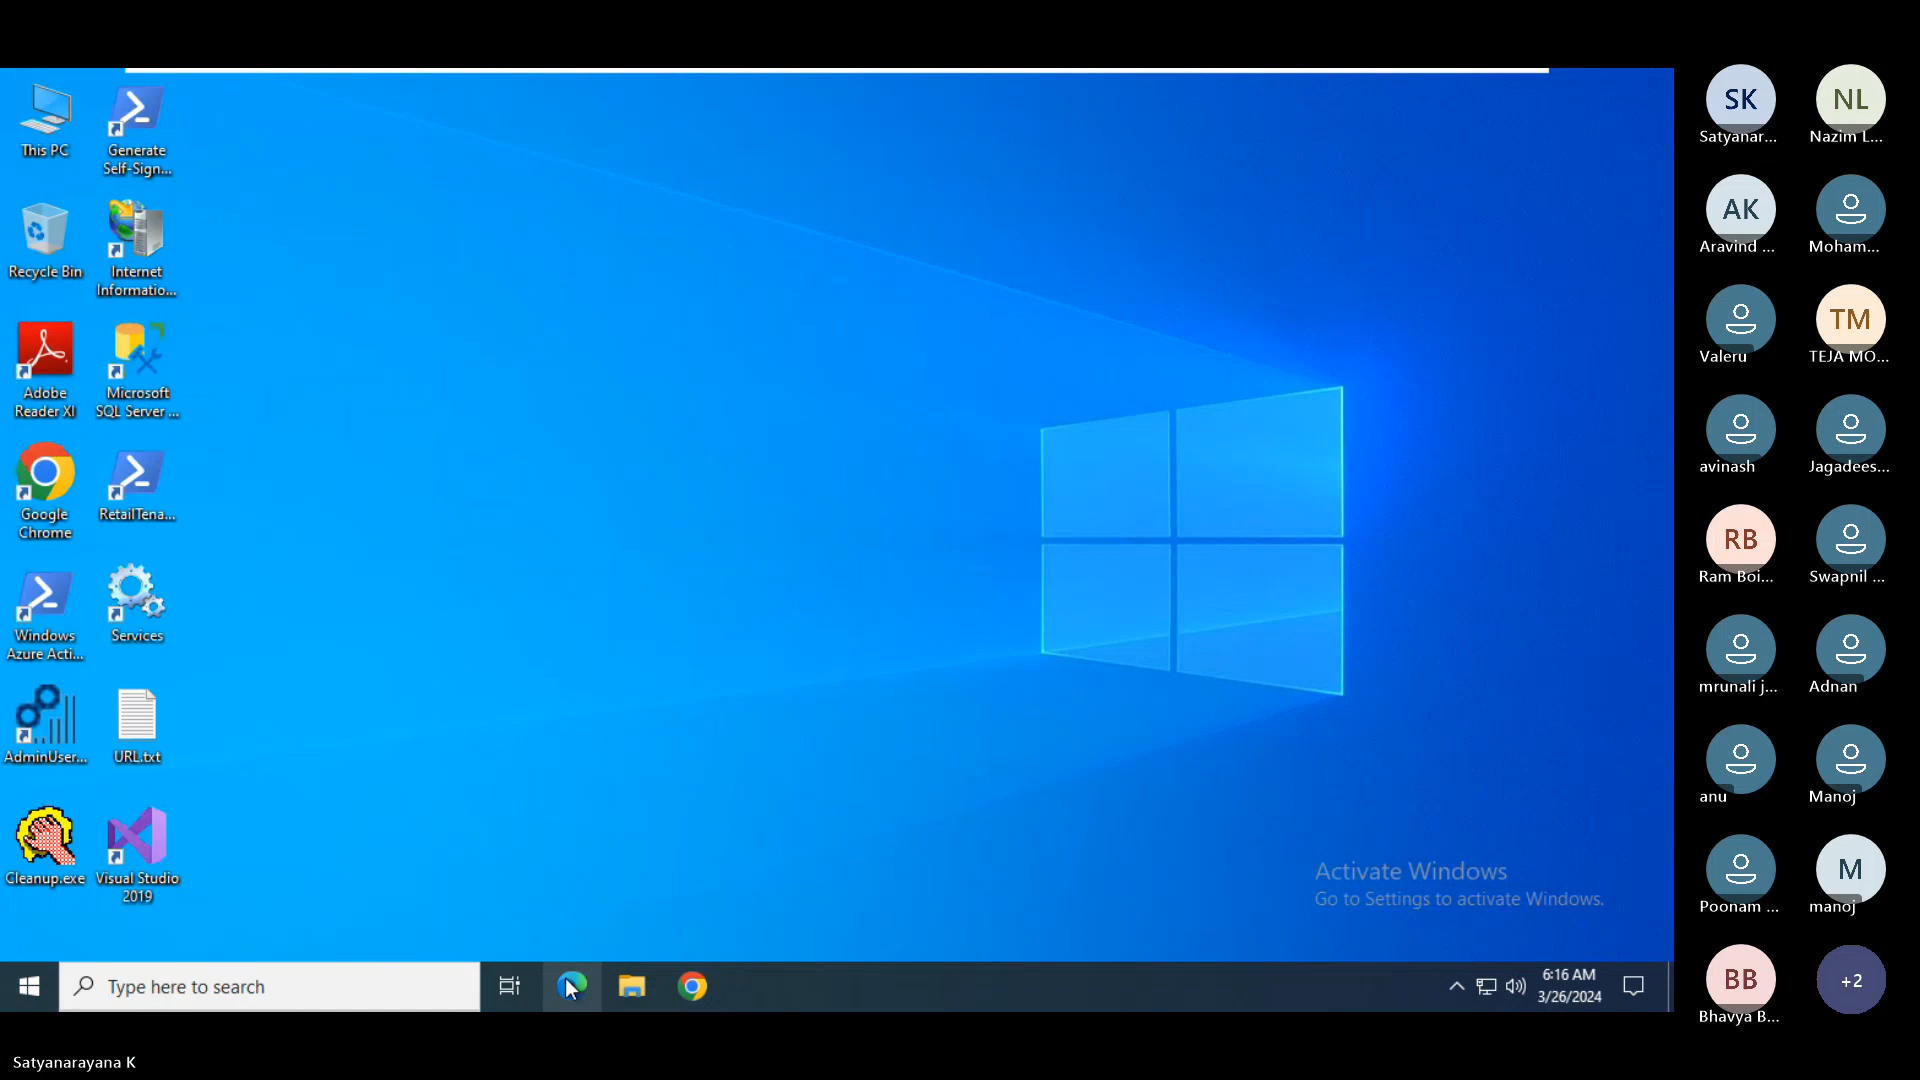 This PC
Generate
Self-Sign...
Recycle Bin
Internet
Informatio...
Adobe
Reader XI
Microsoft
SQL Server ...
Google
Chrome
RetailTena...
Windows
Azure Acti...
Services
AdminUser...
URL.txt
Cleanup.exe
Visual Studio
2019
Activate Windows
Go to Settings to activate Windows.
Type here to search
6:16 AM
3/26/2024
SK
Satyanar...
NL
Nazim L...
AK
Aravind ...
Moham...
Valeru
TM
TEJA MO...
avinash
Jagadees...
RB
Ram Boi...
Swapnil ...
mrunali j...
Adnan
anu
Manoj
Poonam ...
M
manoj
BB
Bhavya B...
+2
Satyanarayana K